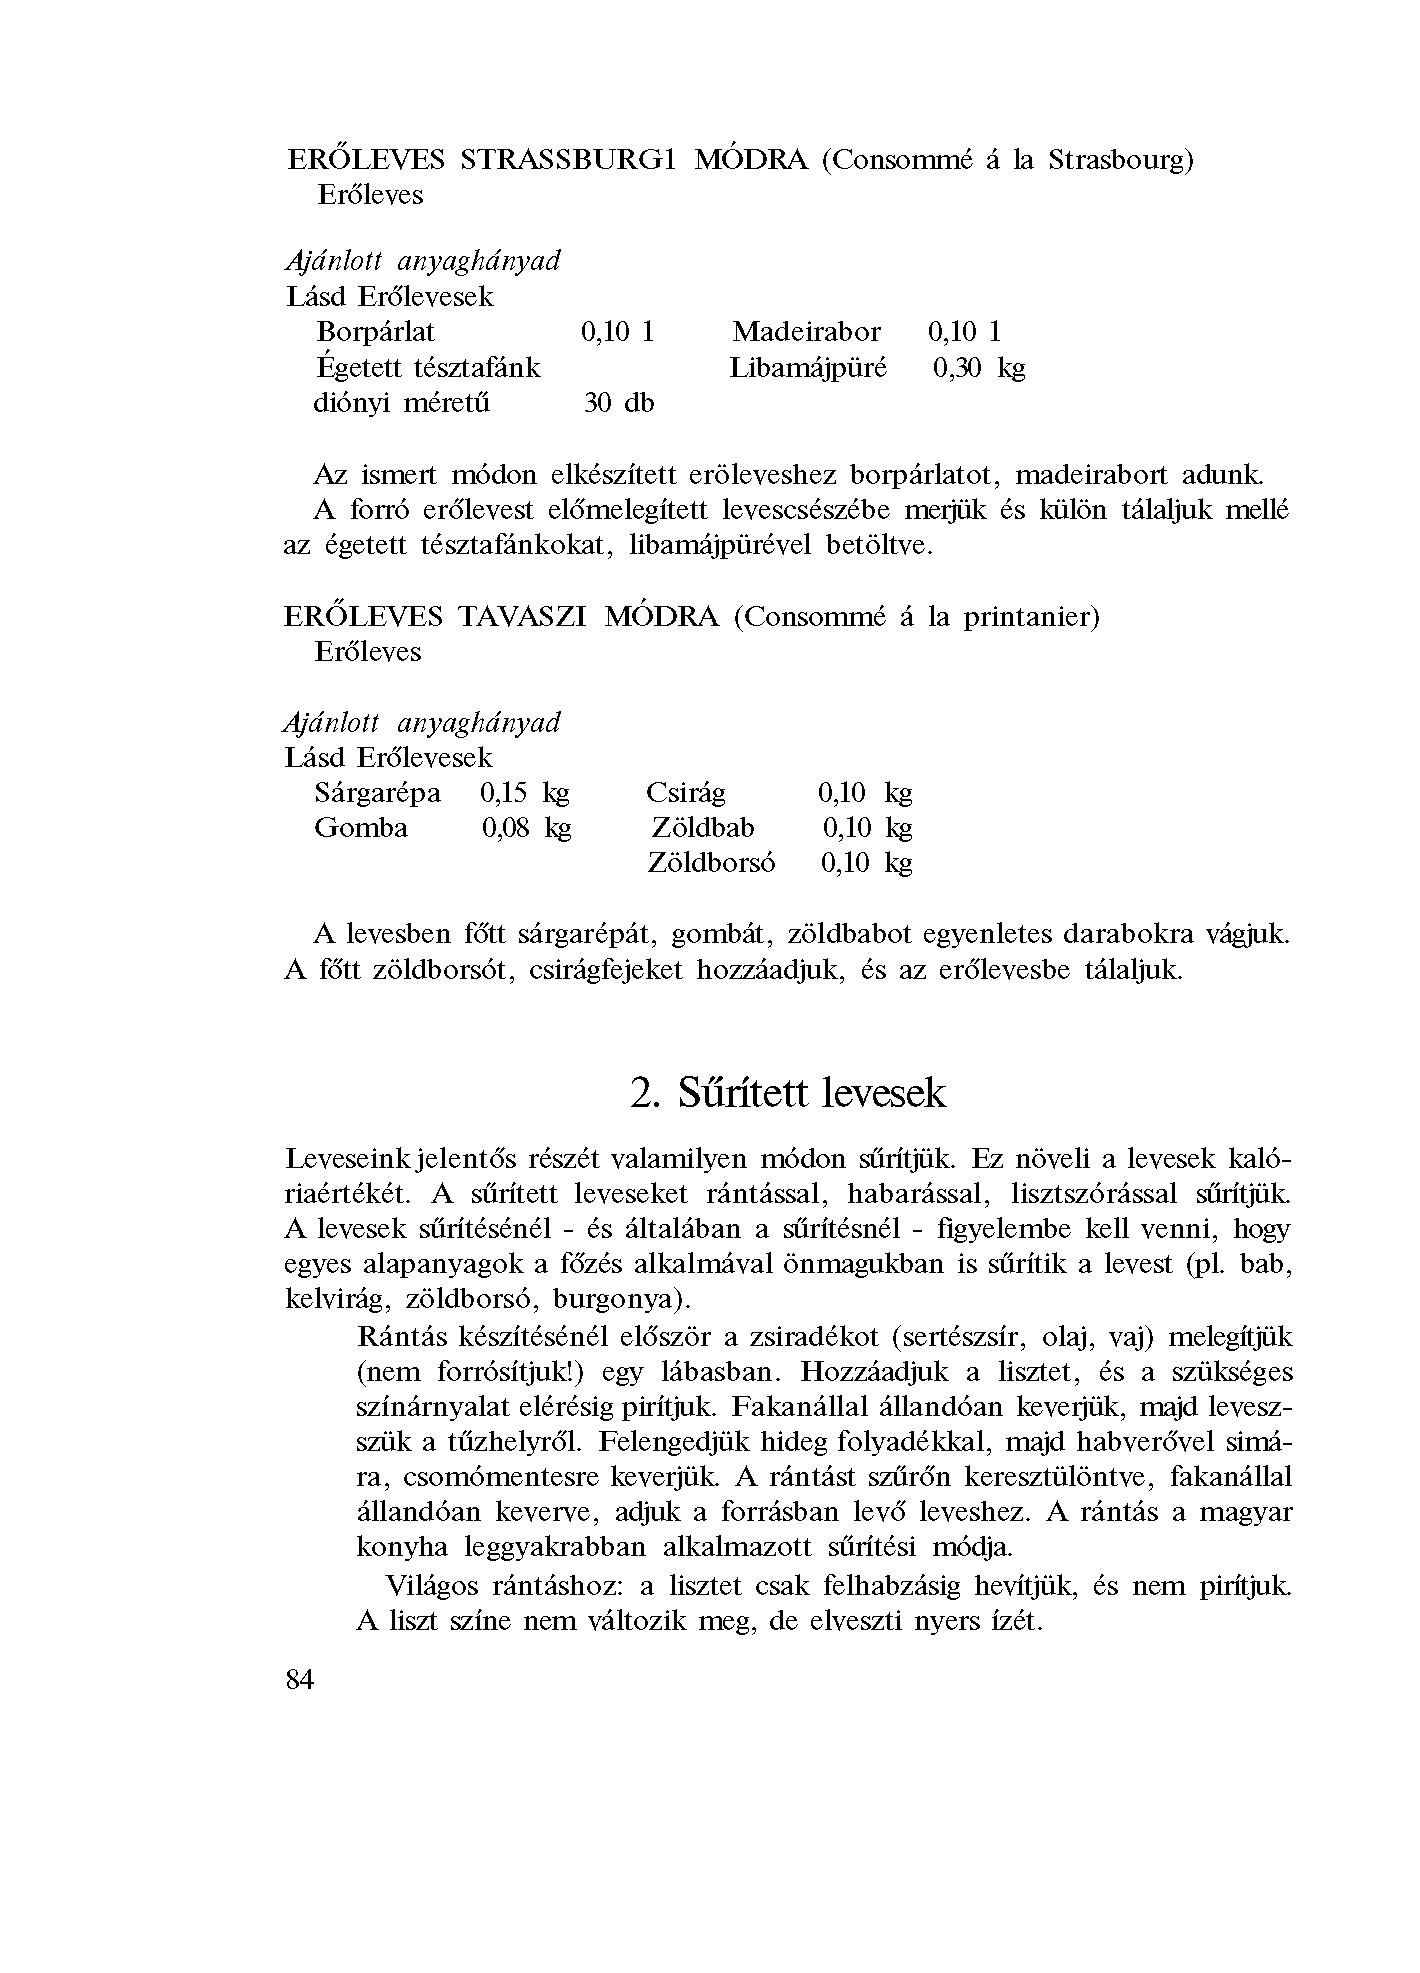 ERŐLEVES STRASSBURG1 MÓDRA (Consommé á la Strasbourg)
Erőleves
Ajánlott anyaghányad
Lásd Erőlevesek
Borpárlat 0,10 1 Madeirabor 0,10 1
Égetett tésztafánk Libamájpüré 0,30 kg
diónyi méretű 30 db
Az ismert módon elkészített eröleveshez borpárlatot, madeirabort adunk.
A forró erőlevest előmelegített levescsészébe merjük és külön tálaljuk mellé
az égetett tésztafánkokat, libamájpürével betöltve.
ERŐLEVES TAVASZI MÓDRA (Consommé á la printanier)
Erőleves
Ajánlott anyaghányad
Lásd Erőlevesek
Sárgarépa 0,15 kg Csirág 0,10 kg
Gomba 0,08 kg Zöldbab 0,10 kg
Zöldborsó 0,10 kg
A levesben főtt sárgarépát, gombát, zöldbabot egyenletes darabokra vágjuk.
A főtt zöldborsót, csirágfejeket hozzáadjuk, és az erőlevesbe tálaljuk.
2. Sűrített levesek
Leveseink jelentős részét valamilyen módon sűrítjük. Ez növeli a levesek kaló-
riaértékét. A sűrített leveseket rántással, habarással, lisztszórással sűrítjük.
A levesek sűrítésénél - és általában a sűrítésnél - figyelembe kell venni, hogy
egyes alapanyagok a főzés alkalmával önmagukban is sűrítik a levest (pl. bab,
kelvirág, zöldborsó, burgonya).
Rántás készítésénél először a zsiradékot (sertészsír, olaj, vaj) melegítjük
(nem forrósítjuk!) egy lábasban. Hozzáadjuk a lisztet, és a szükséges
színárnyalat elérésig pirítjuk. Fakanállal állandóan keverjük, majd levesz-
szük a tűzhelyről. Felengedjük hideg folyadékkal, majd habverővel simá-
ra, csomómentesre keverjük. A rántást szűrőn keresztülöntve, fakanállal
állandóan keverve, adjuk a forrásban levő leveshez. A rántás a magyar
konyha leggyakrabban alkalmazott sűrítési módja.
Világos rántáshoz: a lisztet csak felhabzásig hevítjük, és nem pirítjuk.
A liszt színe nem változik meg, de elveszti nyers ízét.
84